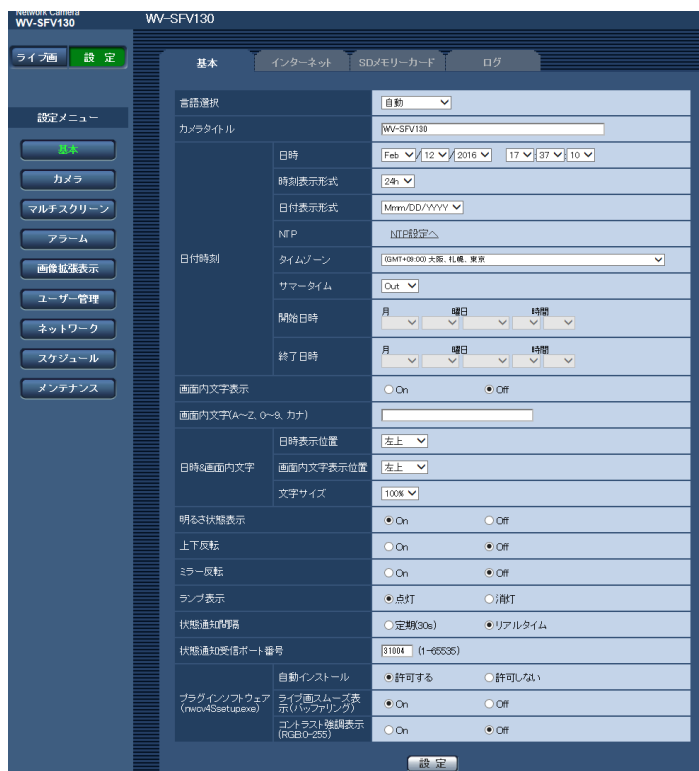 Network Camera
WV-SFV130
WV-SFV130
ライブ画
設 定
設定メニュー
基本
カメラ
マルチスクリーン
アラーム
画像拡張表示
ユーザー管理
ネットワーク
スケジュール
メンテナンス
基本
インターネット
SDメモリーカード
ログ
言語選択
自動
カメラタイトル
WV-SFV130
日付時刻
日時
Feb / 12 / 2016 17 : 37 : 10
時刻表示形式
24h
日付表示形式
Mmm/DD/YYYY
NTP
NTP設定へ
タイムゾーン
(GMT+09:00) 大阪、札幌、東京
サマータイム
Out
開始日時
月 曜日 時間
終了日時
月 曜日 時間
画面内文字表示
On Off
画面内文字(A～Z、0～9、カナ)
日時&画面内文字
日時表示位置
左上
画面内文字表示位置
左上
文字サイズ
100%
明るさ状態表示
On Off
上下反転
On Off
ミラー反転
On Off
ランプ表示
点灯 消灯
状態通知間隔
定期(30s) リアルタイム
状態通知受信ポート番号
31004 (1-65535)
プラグインソフトウェア
(nwcv4Ssetup.exe)
自動インストール
許可する 許可しない
ライブ画スムーズ表
示(バッファリング)
On Off
コントラスト強調表示
(RGB:0-255)
On Off
設 定